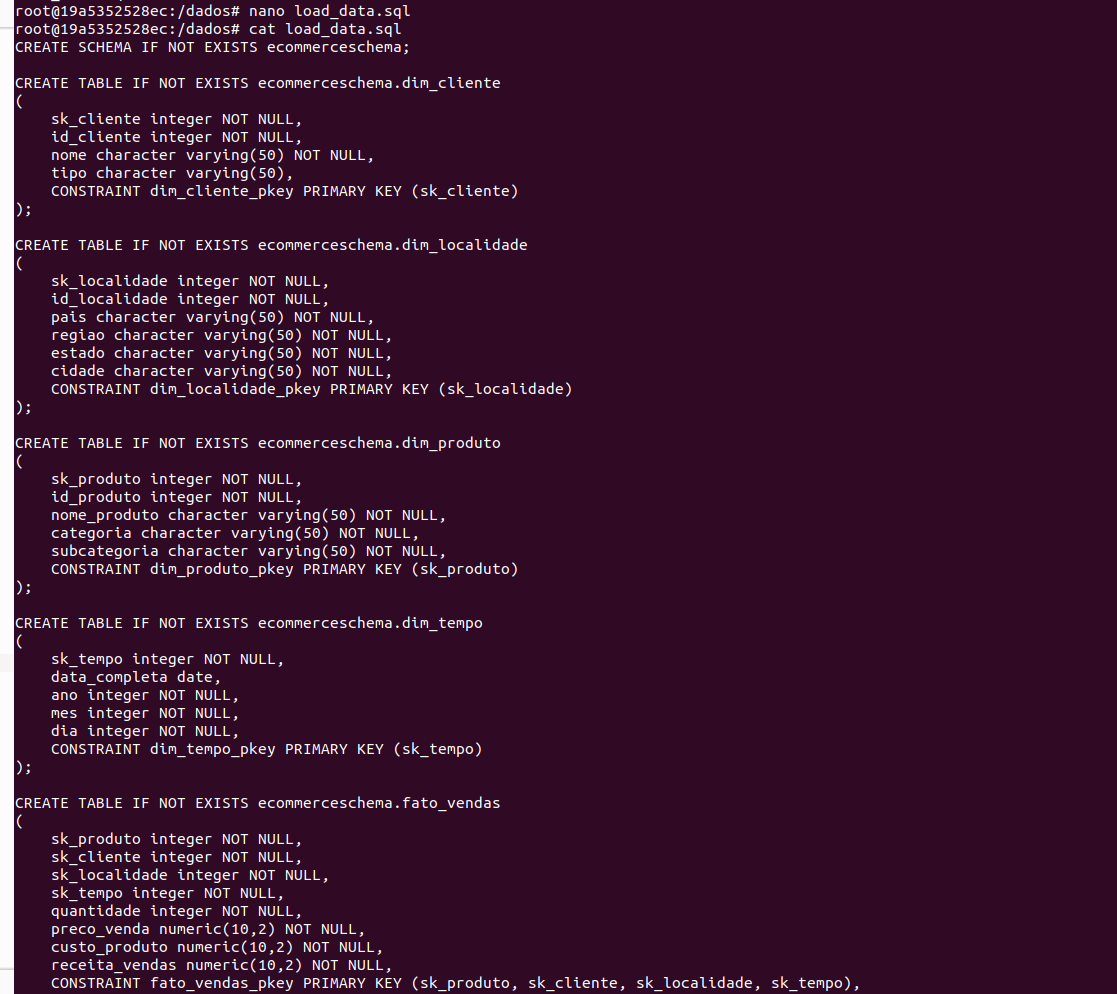 root@19a5352528ec:/dados# nano load_data.sql
root@19a5352528ec:/dados# cat load_data.sql
CREATE SCHEMA IF NOT EXISTS ecommerceschema;

CREATE TABLE IF NOT EXISTS ecommerceschema.dim_cliente
(
    sk_cliente integer NOT NULL,
    id_cliente integer NOT NULL,
    nome character varying(50) NOT NULL,
    tipo character varying(50),
    CONSTRAINT dim_cliente_pkey PRIMARY KEY (sk_cliente)
);

CREATE TABLE IF NOT EXISTS ecommerceschema.dim_localidade
(
    sk_localidade integer NOT NULL,
    id_localidade integer NOT NULL,
    pais character varying(50) NOT NULL,
    regiao character varying(50) NOT NULL,
    estado character varying(50) NOT NULL,
    cidade character varying(50) NOT NULL,
    CONSTRAINT dim_localidade_pkey PRIMARY KEY (sk_localidade)
);

CREATE TABLE IF NOT EXISTS ecommerceschema.dim_produto
(
    sk_produto integer NOT NULL,
    id_produto integer NOT NULL,
    nome_produto character varying(50) NOT NULL,
    categoria character varying(50) NOT NULL,
    subcategoria character varying(50) NOT NULL,
    CONSTRAINT dim_produto_pkey PRIMARY KEY (sk_produto)
);

CREATE TABLE IF NOT EXISTS ecommerceschema.dim_tempo
(
    sk_tempo integer NOT NULL,
    data_completa date,
    ano integer NOT NULL,
    mes integer NOT NULL,
    dia integer NOT NULL,
    CONSTRAINT dim_tempo_pkey PRIMARY KEY (sk_tempo)
);

CREATE TABLE IF NOT EXISTS ecommerceschema.fato_vendas
(
    sk_produto integer NOT NULL,
    sk_cliente integer NOT NULL,
    sk_localidade integer NOT NULL,
    sk_tempo integer NOT NULL,
    quantidade integer NOT NULL,
    preco_venda numeric(10,2) NOT NULL,
    custo_produto numeric(10,2) NOT NULL,
    receita_vendas numeric(10,2) NOT NULL,
    CONSTRAINT fato_vendas_pkey PRIMARY KEY (sk_produto, sk_cliente, sk_localidade, sk_tempo),